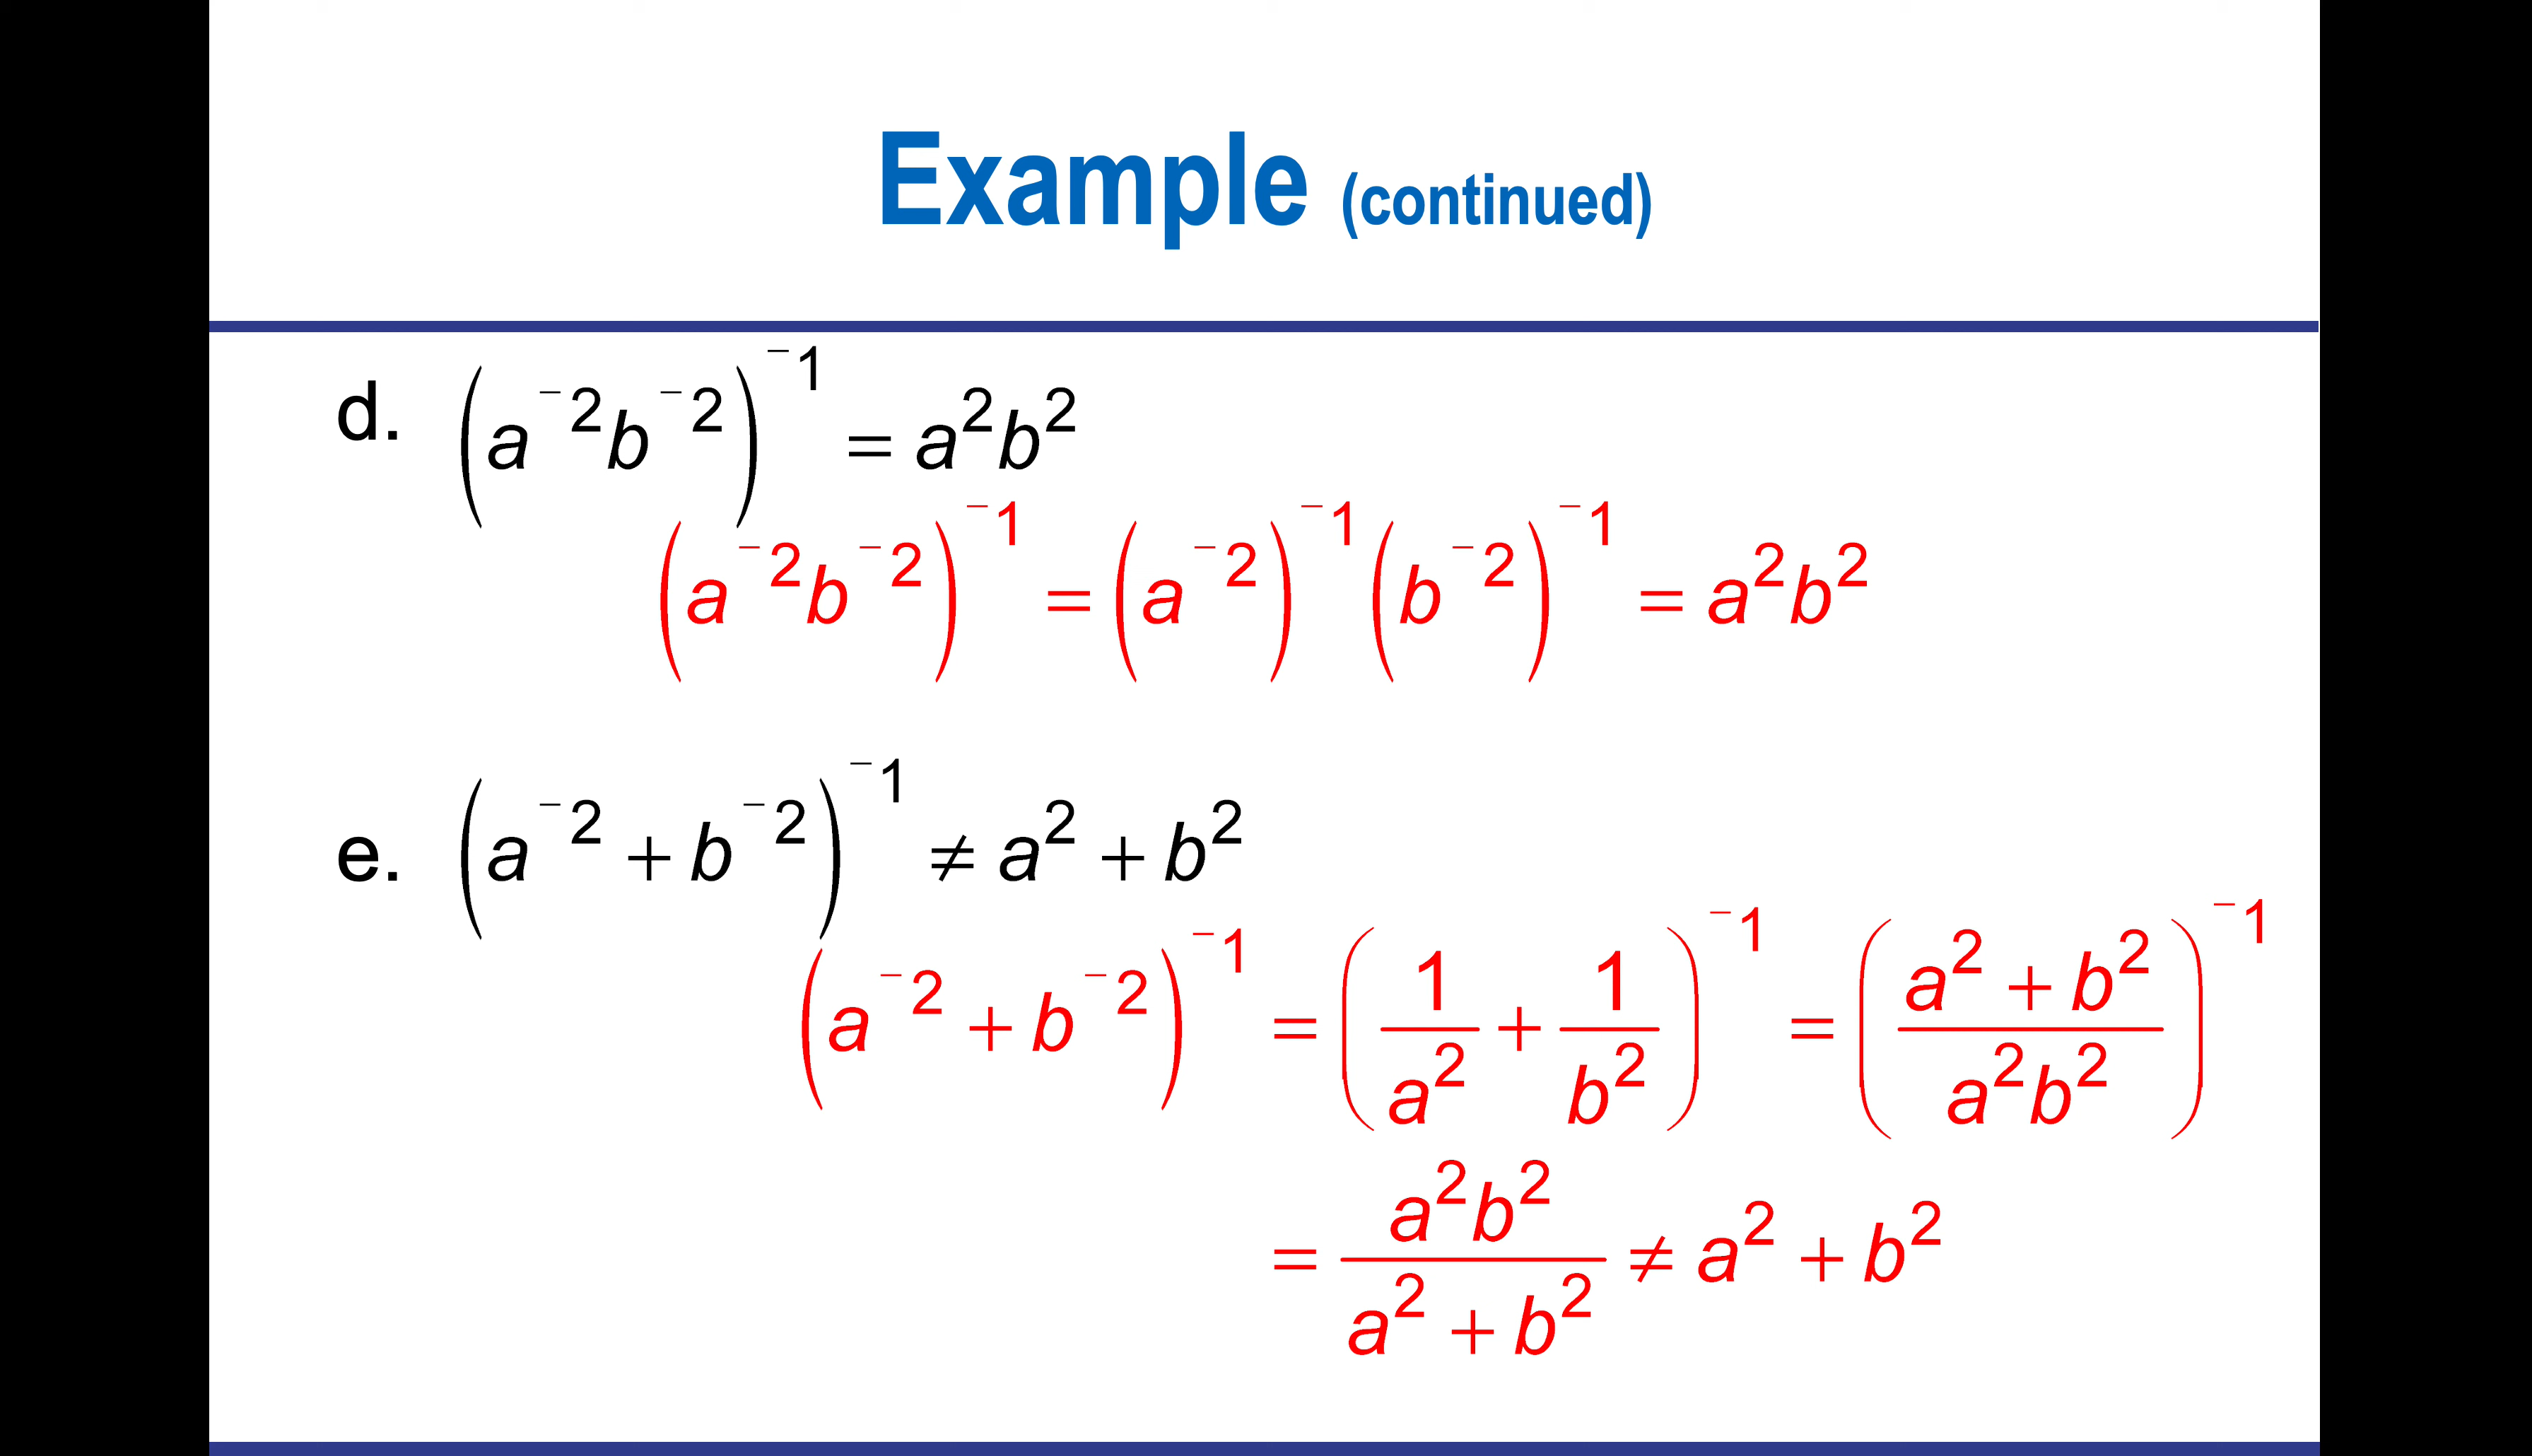 Example (continued)
d. (a⁻²b⁻²)⁻¹ = a²b²
(a⁻²b⁻²)⁻¹ = (a⁻²)⁻¹(b⁻²)⁻¹ = a²b²
e. (a⁻² + b⁻²)⁻¹ ≠ a² + b²
(a⁻² + b⁻²)⁻¹ = (1/a² + 1/b²)⁻¹ = ((a² + b²)/(a²b²))⁻¹
= (a²b²)/(a² + b²) ≠ a² + b²